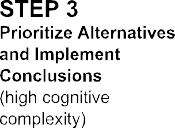 STEP 3
Prioritize Alternatives
and Implement
Conclusions
(high cognitive
complexity)